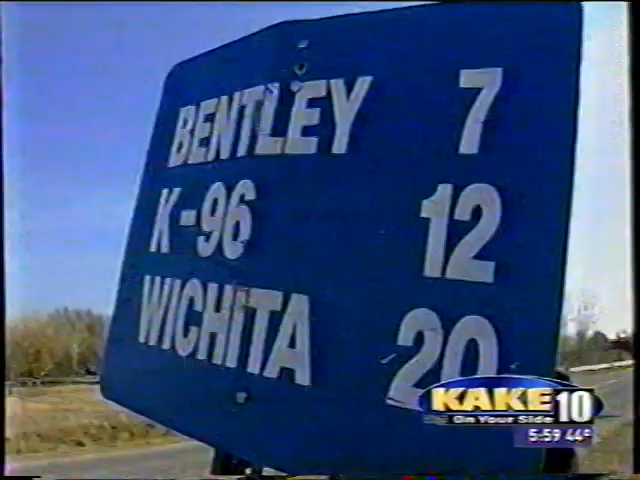 BENTLEY 7
K-96 12
WICHITA 20
KAKE 10
On Your Side
5:59 44°